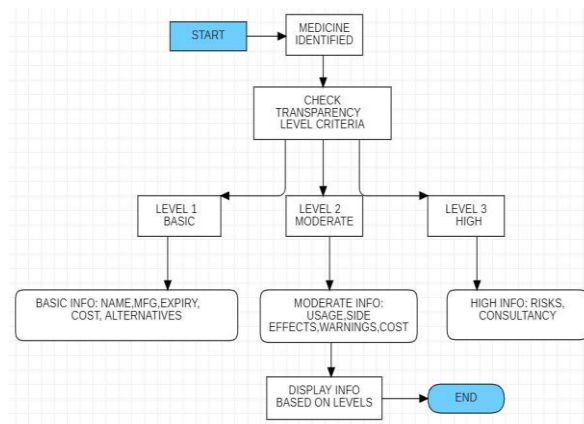 START
MEDICINE
IDENTIFIED
CHECK
TRANSPARENCY
LEVEL CRITERIA
LEVEL 1
BASIC
LEVEL 2
MODERATE
LEVEL 3
HIGH
BASIC INFO: NAME,MFG,EXPIRY,
COST, ALTERNATIVES
MODERATE INFO:
USAGE,SIDE
EFFECTS,WARNINGS,COST
HIGH INFO: RISKS,
CONSULTANCY
DISPLAY INFO
BASED ON LEVELS
END